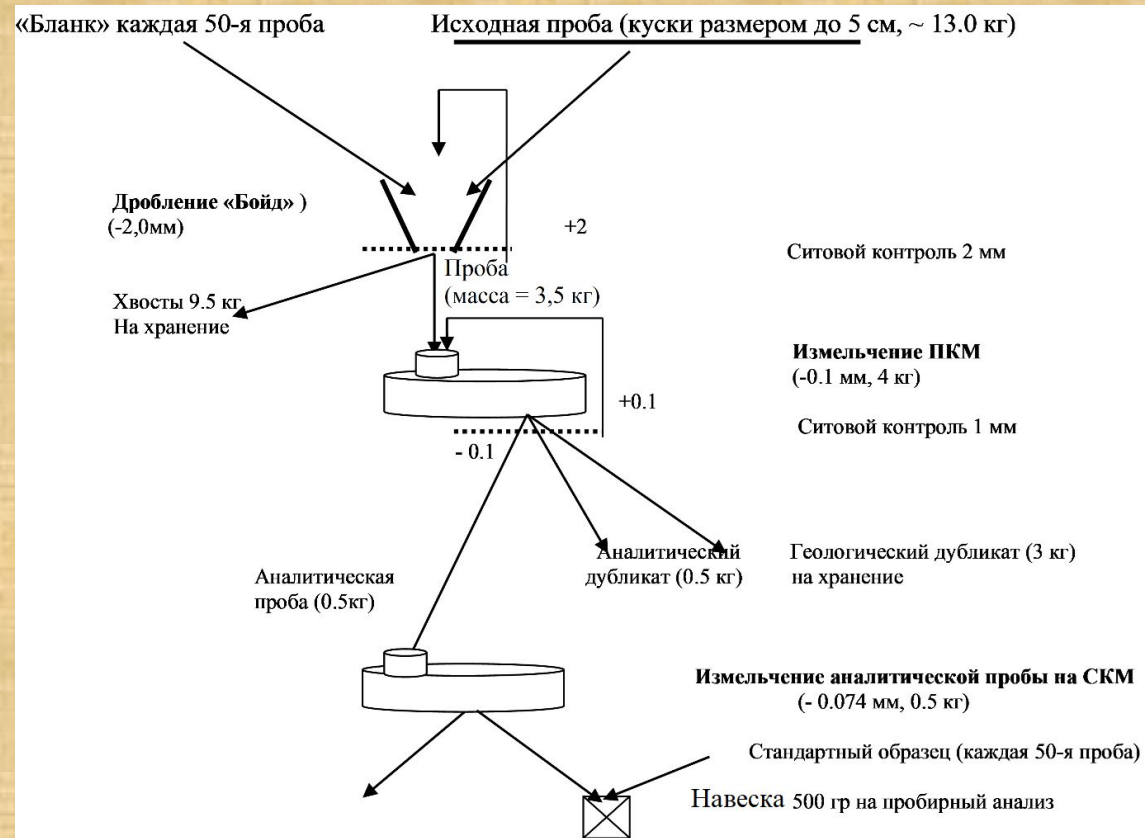 «Бланк» каждая 50-я проба
Исходная проба (куски размером до 5 см, ~ 13.0 кг)
Дробление «Бойд» )
(-2,0мм)
+2
Ситовой контроль 2 мм
Проба
(масса = 3,5 кг)
Хвосты 9.5 кг
На хранение
Измельчение ПКМ
(-0.1 мм, 4 кг)
+0.1
Ситовой контроль 1 мм
- 0.1
Аналитический
дубликат (0.5 кг)
Геологический дубликат (3 кг)
на хранение
Аналитическая
проба (0.5кг)
Измельчение аналитической пробы на СКМ
(- 0.074 мм, 0.5 кг)
Стандартный образец (каждая 50-я проба)
Навеска 500 гр на пробирный анализ